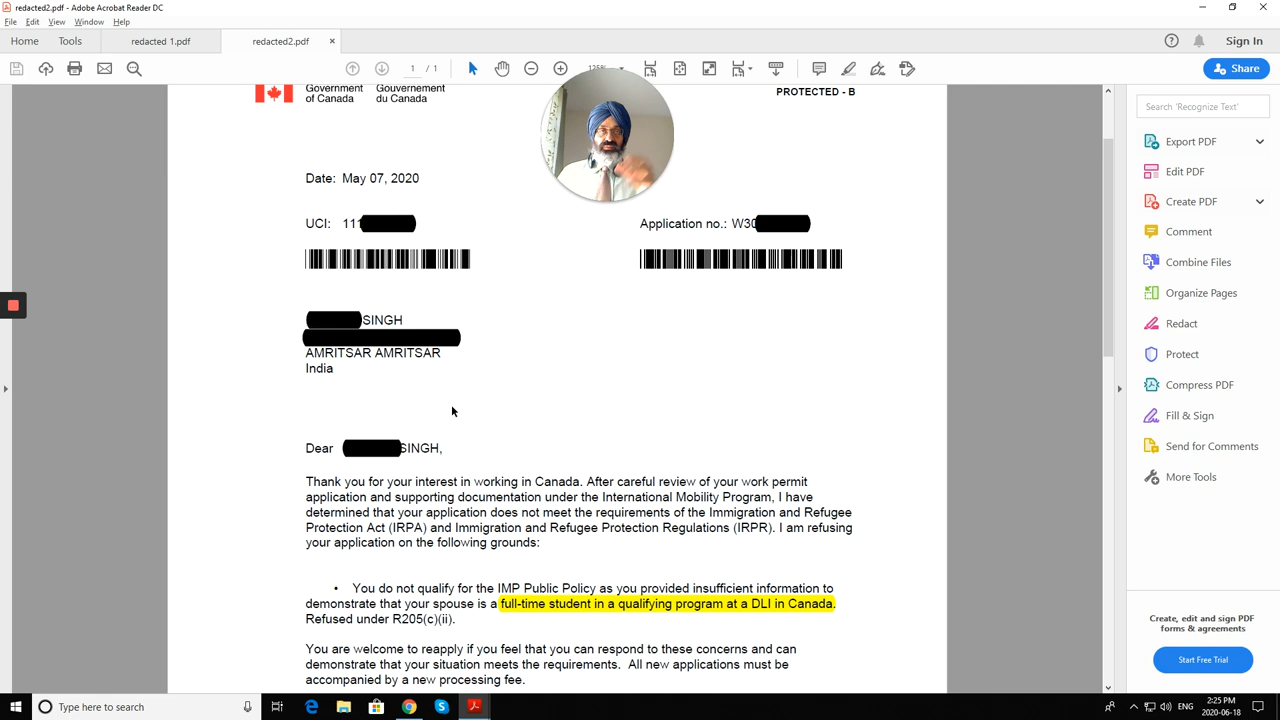 redacted2.pdf - Adobe Acrobat Reader DC
File Edit View Window Help
Home Tools redacted 1.pdf redacted2.pdf × Sign In
1 / 1 Share
Government Gouvernement PROTECTED - B
of Canada du Canada
Date: May 07, 2020
UCI: 111 Application no.: W30
SINGH
AMRITSAR AMRITSAR
India
Dear SINGH,
Thank you for your interest in working in Canada. After careful review of your work permit
application and supporting documentation under the International Mobility Program, I have
determined that your application does not meet the requirements of the Immigration and Refugee
Protection Act (IRPA) and Immigration and Refugee Protection Regulations (IRPR). I am refusing
your application on the following grounds:
• You do not qualify for the IMP Public Policy as you provided insufficient information to
demonstrate that your spouse is a full-time student in a qualifying program at a DLI in Canada.
Refused under R205(c)(ii).
You are welcome to reapply if you feel that you can respond to these concerns and can
demonstrate that your situation meets the requirements. All new applications must be
accompanied by a new processing fee.
Search 'Recognize Text'
Export PDF
Edit PDF
Create PDF
Comment
Combine Files
Organize Pages
Redact
Protect
Compress PDF
Fill & Sign
Send for Comments
More Tools
Create, edit and sign PDF
forms & agreements
Start Free Trial
Type here to search
ENG
2:25 PM
2020-06-18